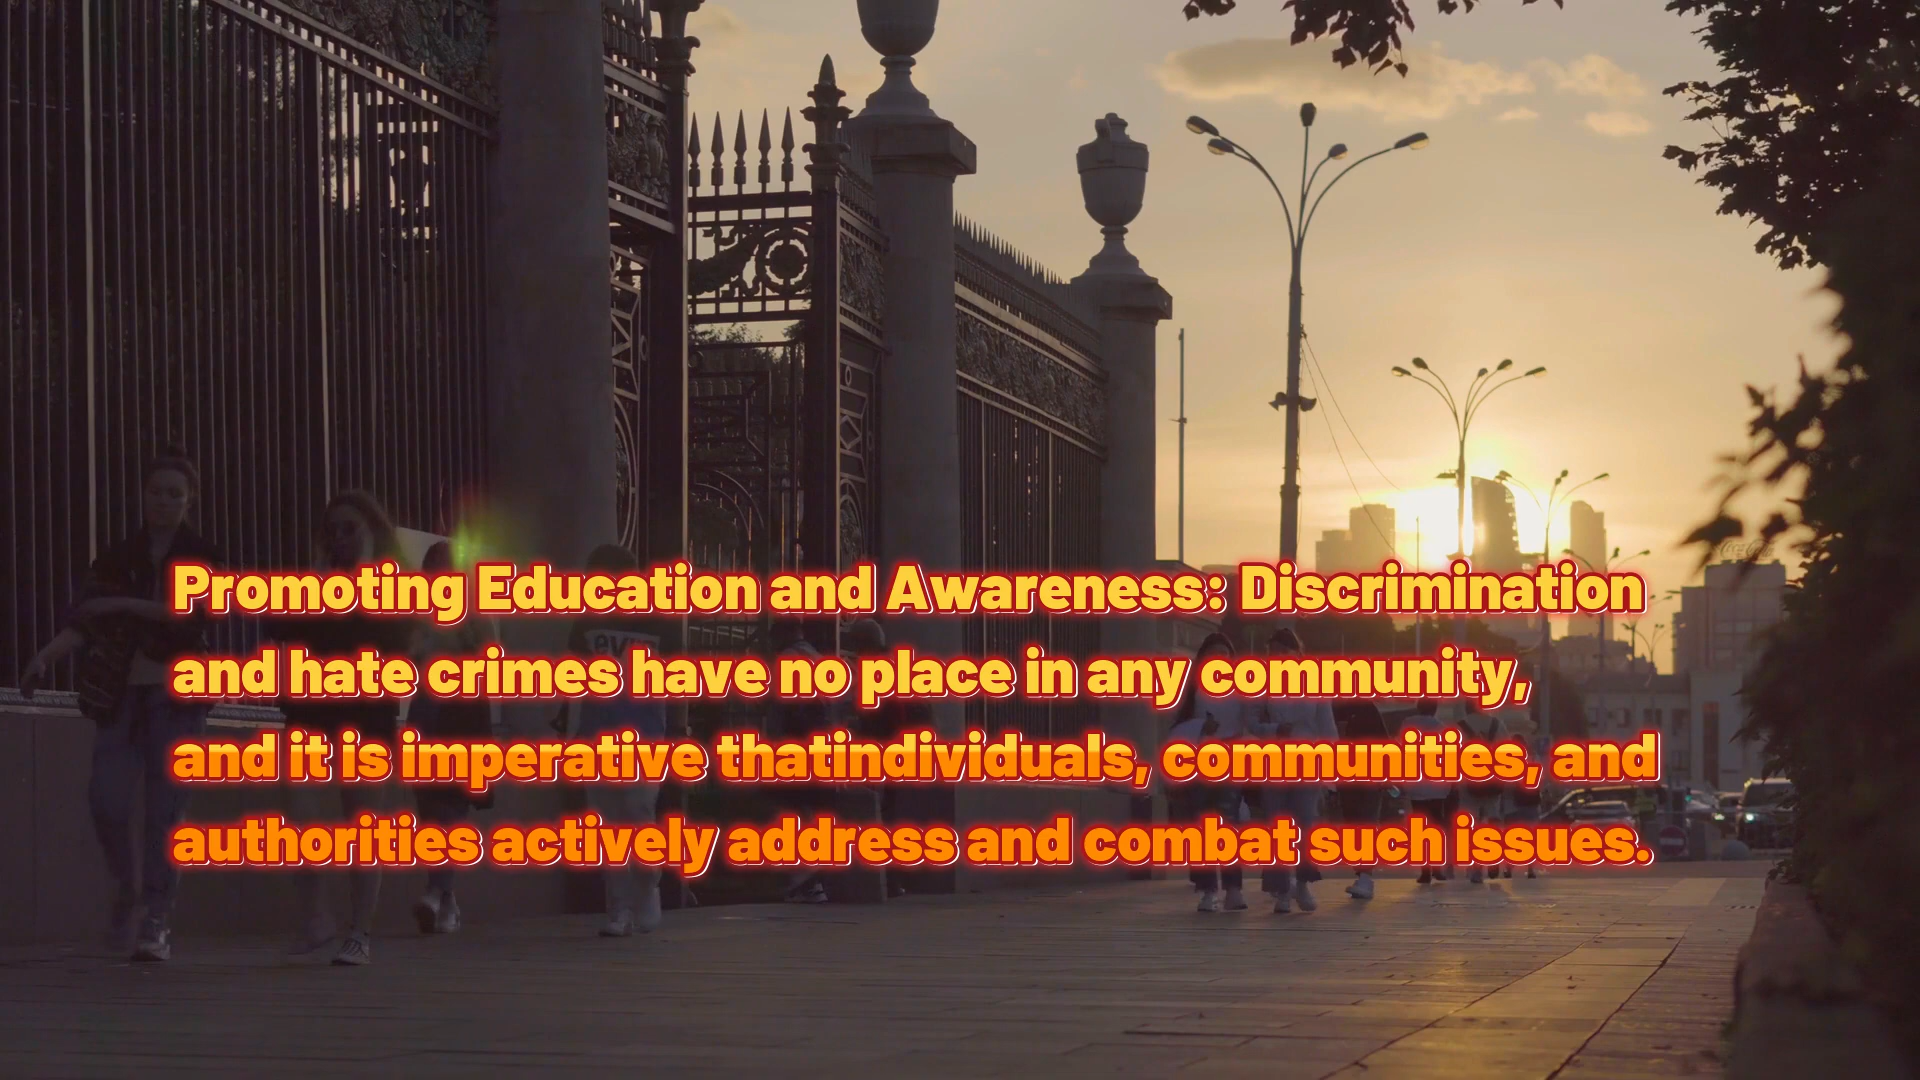 Promoting Education and Awareness: Discrimination
and hate crimes have no place in any community,
and it is imperative thatindividuals, communities, and
authorities actively address and combat such issues.